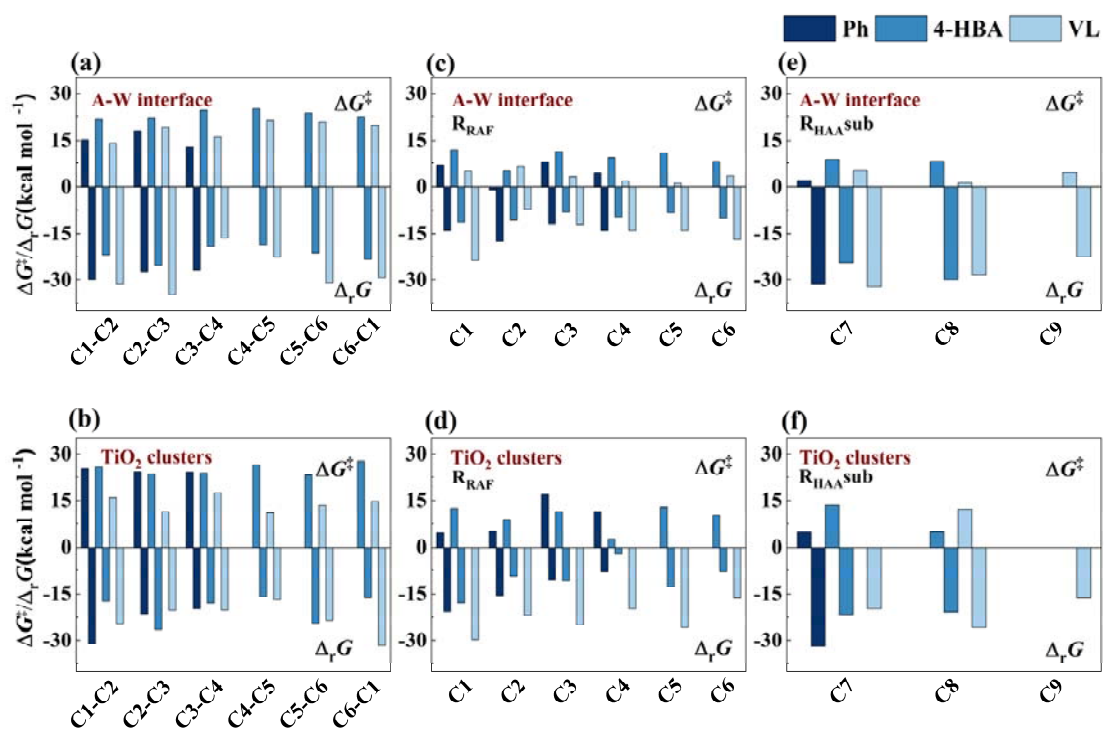 Ph 4-HBA VL
(a)
A-W interface
ΔG‡
30
15
0
-15
-30
ΔG‡/ΔrG(kcal mol -1)
ΔrG
C1-C2 C2-C3 C3-C4 C4-C5 C5-C6 C6-C1
(c)
A-W interface
RRAF
ΔG‡
30
15
0
-15
-30
ΔrG
C1 C2 C3 C4 C5 C6
(e)
A-W interface
RHAAsub
ΔG‡
30
15
0
-15
-30
ΔrG
C7 C8 C9
(b)
TiO2 clusters
ΔG‡
30
15
0
-15
-30
ΔG‡/ΔrG(kcal mol -1)
ΔrG
C1-C2 C2-C3 C3-C4 C4-C5 C5-C6 C6-C1
(d)
TiO2 clusters
RRAF
ΔG‡
30
15
0
-15
-30
ΔrG
C1 C2 C3 C4 C5 C6
(f)
TiO2 clusters
RHAAsub
ΔG‡
30
15
0
-15
-30
ΔrG
C7 C8 C9